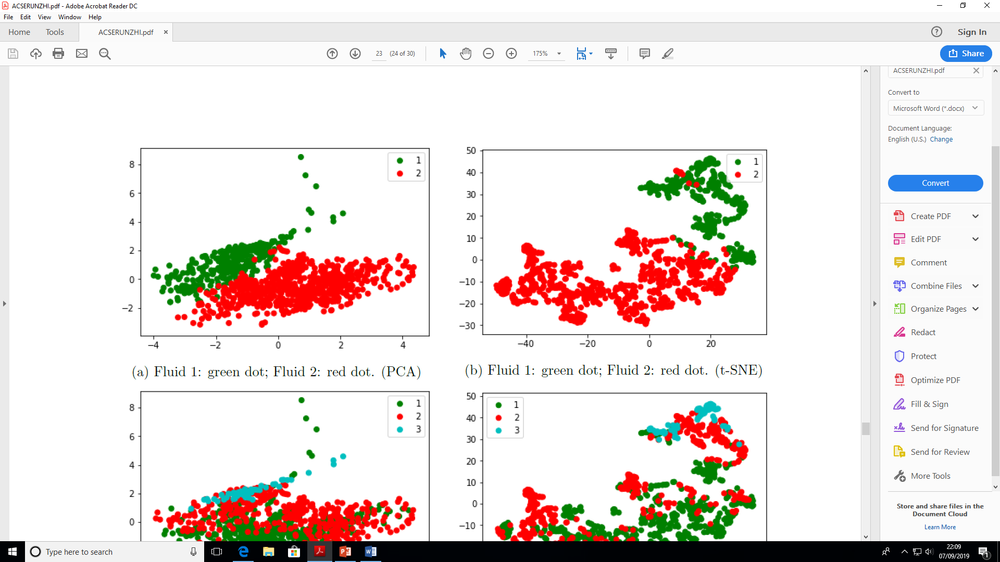 ACSERUNZHI.pdf - Adobe Acrobat Reader DC
File Edit View Window Help
Home Tools ACSERUNZHI.pdf × ? Sign In
23 (24 of 30) 175% Share
ACSERUNZHI.pdf
Convert to
Microsoft Word (*.docx)
Document Language:
English (U.S.) Change
Convert
Create PDF
Edit PDF
Comment
Combine Files
Organize Pages
Redact
Protect
Optimize PDF
Fill & Sign
Send for Signature
Send for Review
More Tools
Store and share files in the
Document Cloud
Learn More
8
6
4
2
0
−2
−4 −2 0 2 4
1
2
(a) Fluid 1: green dot; Fluid 2: red dot. (PCA)
50
40
30
20
10
0
−10
−20
−30
−40 −20 0 20
1
2
(b) Fluid 1: green dot; Fluid 2: red dot. (t-SNE)
8
6
4
2
0
1
2
3
50
40
30
20
10
0
−10
1
2
3
Type here to search
22:09
07/09/2019
1